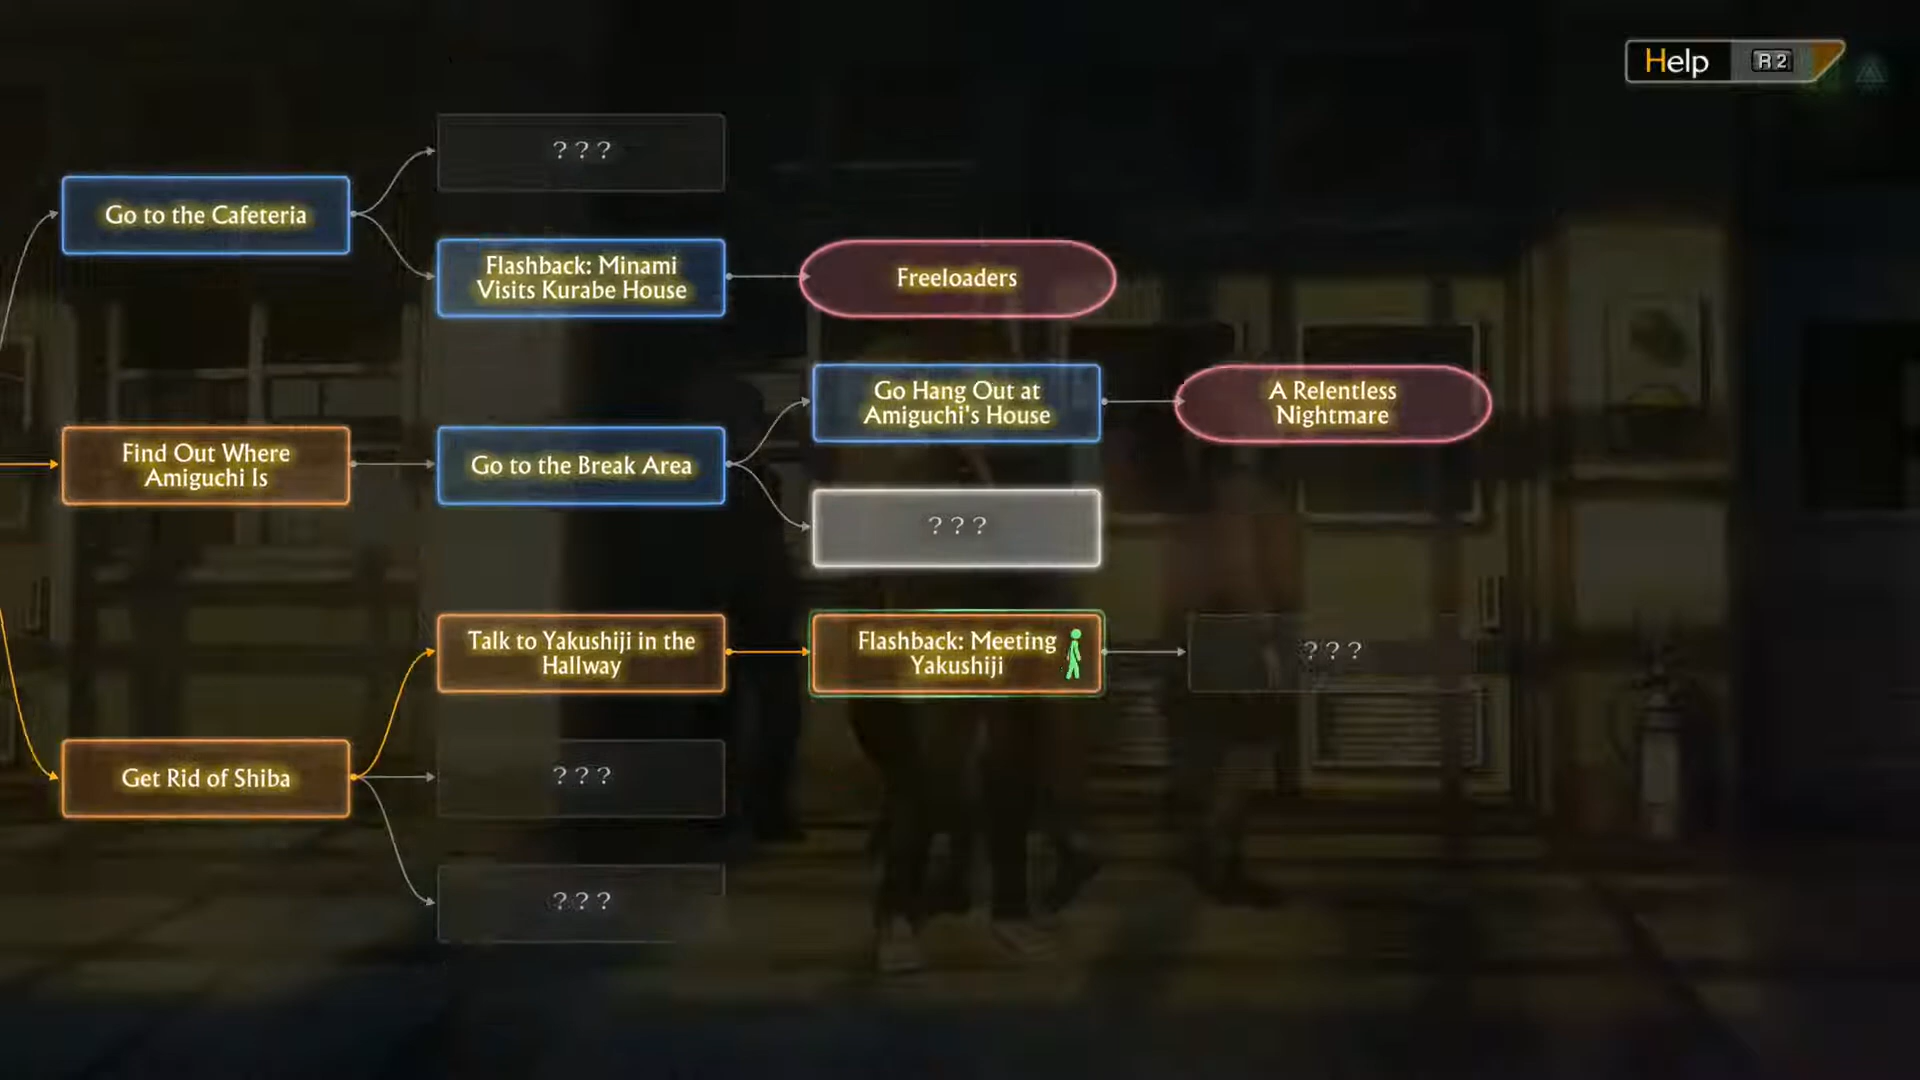 Help R2
? ? ?
Go to the Cafeteria
Flashback: Minami
Visits Kurabe House
Freeloaders
Go Hang Out at
Amiguchi's House
A Relentless
Nightmare
Find Out Where
Amiguchi Is
Go to the Break Area
? ? ?
Talk to Yakushiji in the
Hallway
Flashback: Meeting
Yakushiji
? ? ?
Get Rid of Shiba
? ? ?
? ? ?